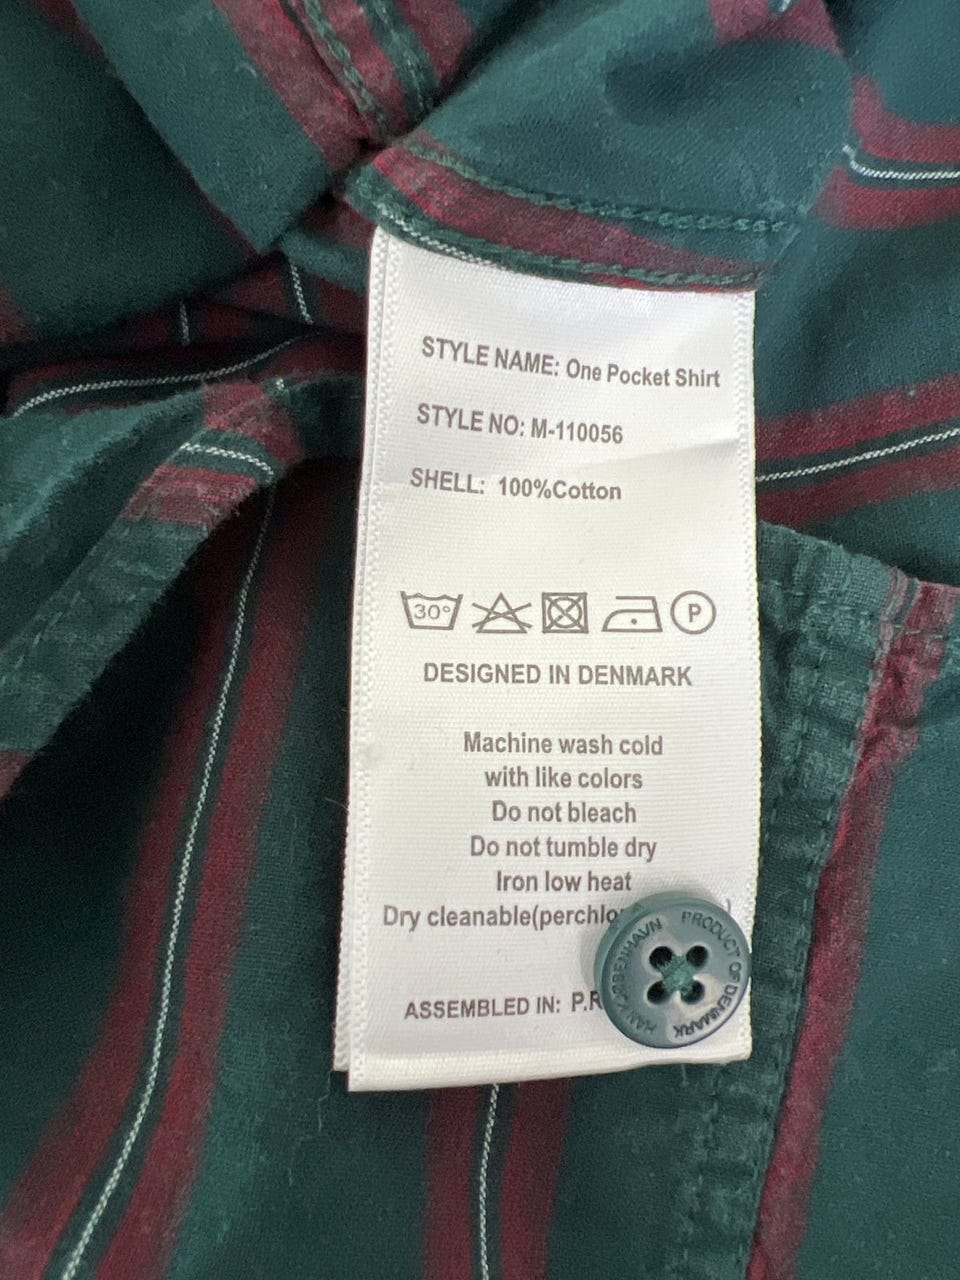 STYLE NAME: One Pocket Shirt
STYLE NO: M-110056
SHELL: 100%Cotton
30°
P
DESIGNED IN DENMARK
Machine wash cold
with like colors
Do not bleach
Do not tumble dry
Iron low heat
Dry cleanable(perchlo
ASSEMBLED IN: P.R
PRODUCT OF DENMARK
HAN KJØBENHAVN